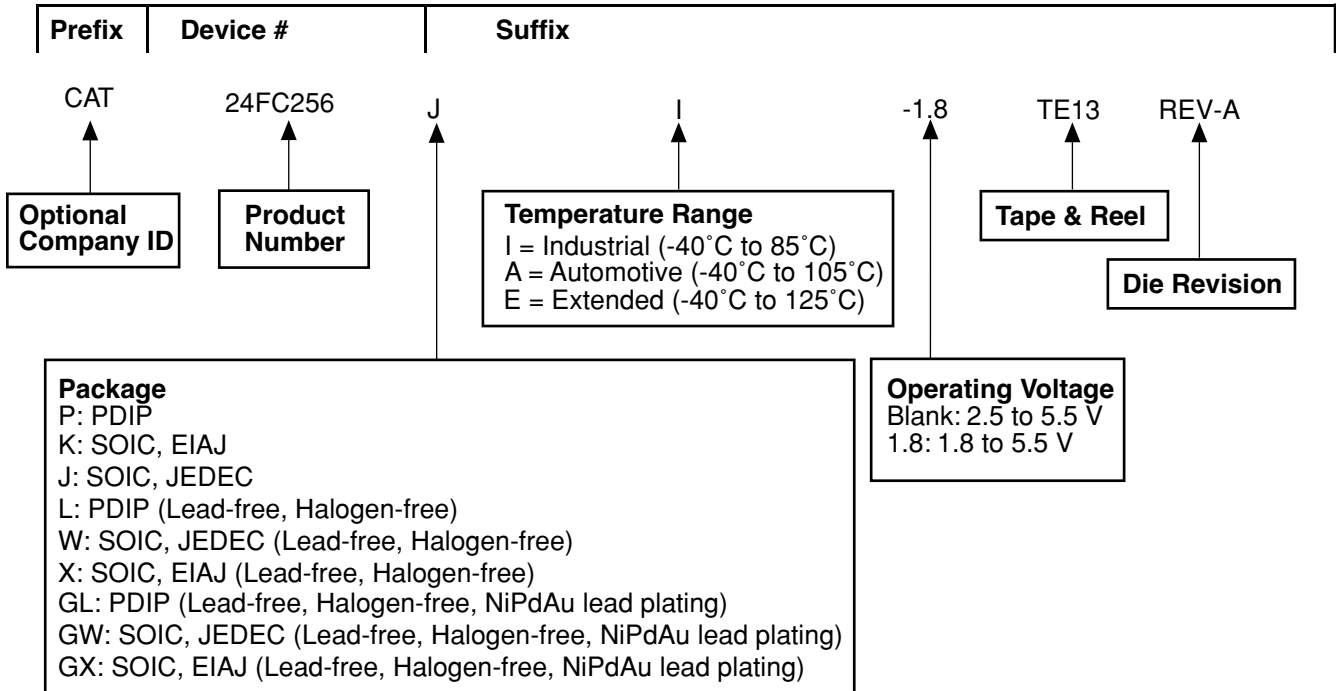 Prefix Device # Suffix
CAT 24FC256 J I -1.8 TE13 REV-A
Optional
Company ID
Product
Number
Temperature Range
I = Industrial (-40˚C to 85˚C)
A = Automotive (-40˚C to 105˚C)
E = Extended (-40˚C to 125˚C)
Tape & Reel
Die Revision
Package
P: PDIP
K: SOIC, EIAJ
J: SOIC, JEDEC
L: PDIP (Lead-free, Halogen-free)
W: SOIC, JEDEC (Lead-free, Halogen-free)
X: SOIC, EIAJ (Lead-free, Halogen-free)
GL: PDIP (Lead-free, Halogen-free, NiPdAu lead plating)
GW: SOIC, JEDEC (Lead-free, Halogen-free, NiPdAu lead plating)
GX: SOIC, EIAJ (Lead-free, Halogen-free, NiPdAu lead plating)
Operating Voltage
Blank: 2.5 to 5.5 V
1.8: 1.8 to 5.5 V